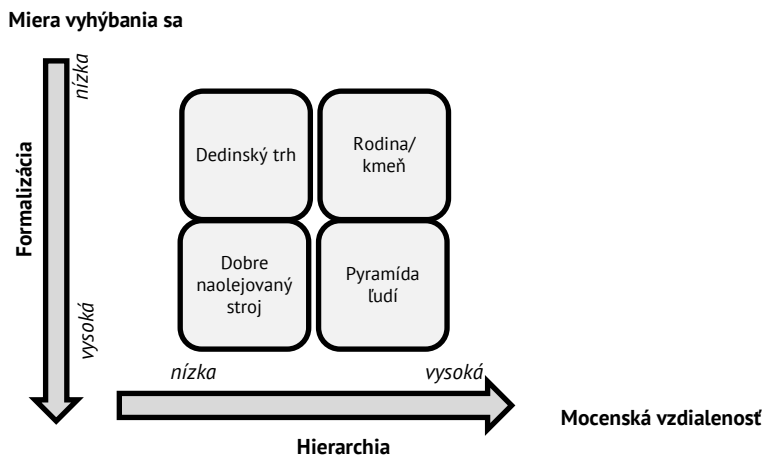 Miera vyhýbania sa
nízka
Formalizácia
vysoká
Dedinský trh
Rodina/
kmeň
Dobre
naolejovaný
stroj
Pyramída
ľudí
nízka
vysoká
Mocenská vzdialenosť
Hierarchia